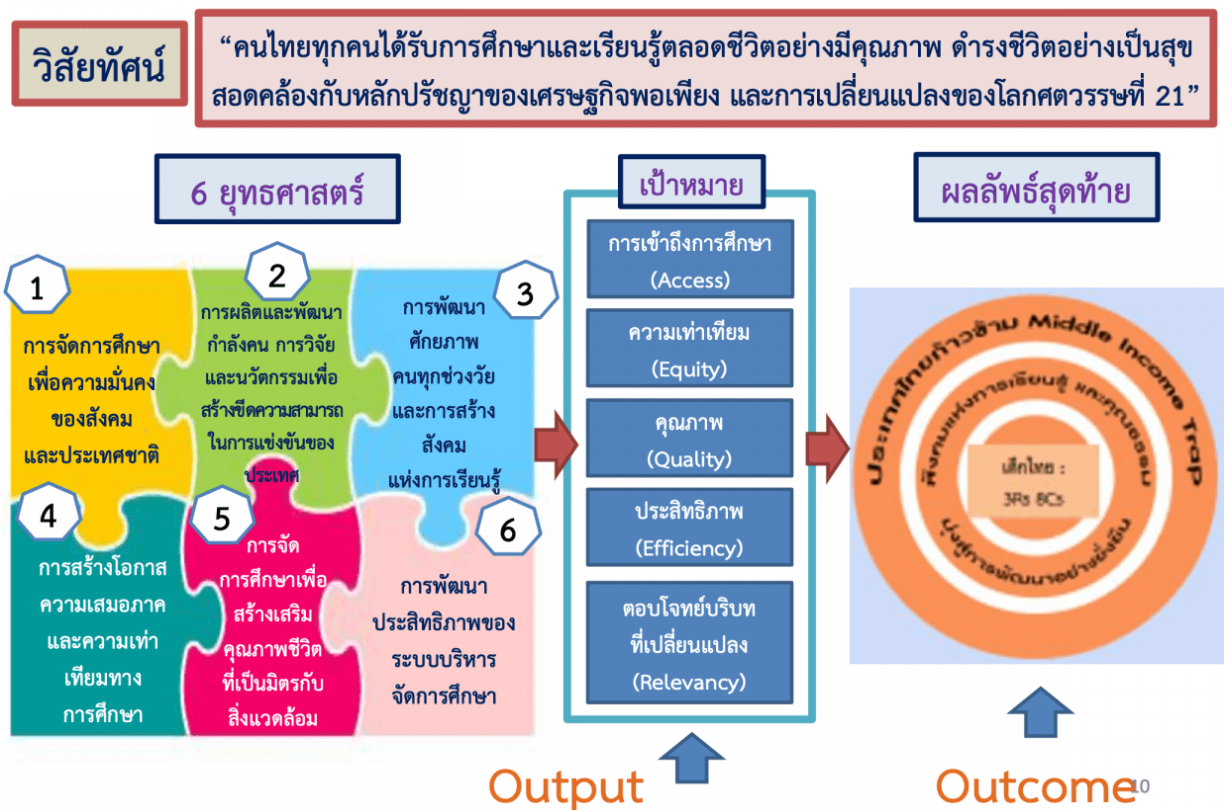 วิสัยทัศน์
“คนไทยทุกคนได้รับการศึกษาและเรียนรู้ตลอดชีวิตอย่างมีคุณภาพ ดำรงชีวิตอย่างเป็นสุข
สอดคล้องกับหลักปรัชญาของเศรษฐกิจพอเพียง และการเปลี่ยนแปลงของโลกศตวรรษที่ 21”
6 ยุทธศาสตร์
1
การจัดการศึกษา
เพื่อความมั่นคง
ของสังคม
และประเทศชาติ
2
การผลิตและพัฒนา
กำลังคน การวิจัย
และนวัตกรรมเพื่อ
สร้างขีดความสามารถ
ในการแข่งขันของ
ประเทศ
3
การพัฒนา
ศักยภาพ
คนทุกช่วงวัย
และการสร้าง
สังคม
แห่งการเรียนรู้
4
การสร้างโอกาส
ความเสมอภาค
และความเท่า
เทียมทาง
การศึกษา
5
การจัด
การศึกษาเพื่อ
สร้างเสริม
คุณภาพชีวิต
ที่เป็นมิตรกับ
สิ่งแวดล้อม
6
การพัฒนา
ประสิทธิภาพของ
ระบบบริหาร
จัดการศึกษา
เป้าหมาย
การเข้าถึงการศึกษา
(Access)
ความเท่าเทียม
(Equity)
คุณภาพ
(Quality)
ประสิทธิภาพ
(Efficiency)
ตอบโจทย์บริบท
ที่เปลี่ยนแปลง
(Relevancy)
Output
ผลลัพธ์สุดท้าย
ประเทศไทยก้าวข้าม Middle Income Trap
สังคมแห่งการเรียนรู้ และคุณธรรม
เด็กไทย :
3Rs 8Cs
มุ่งสู่การพัฒนาอย่างยั่งยืน
Outcome
10